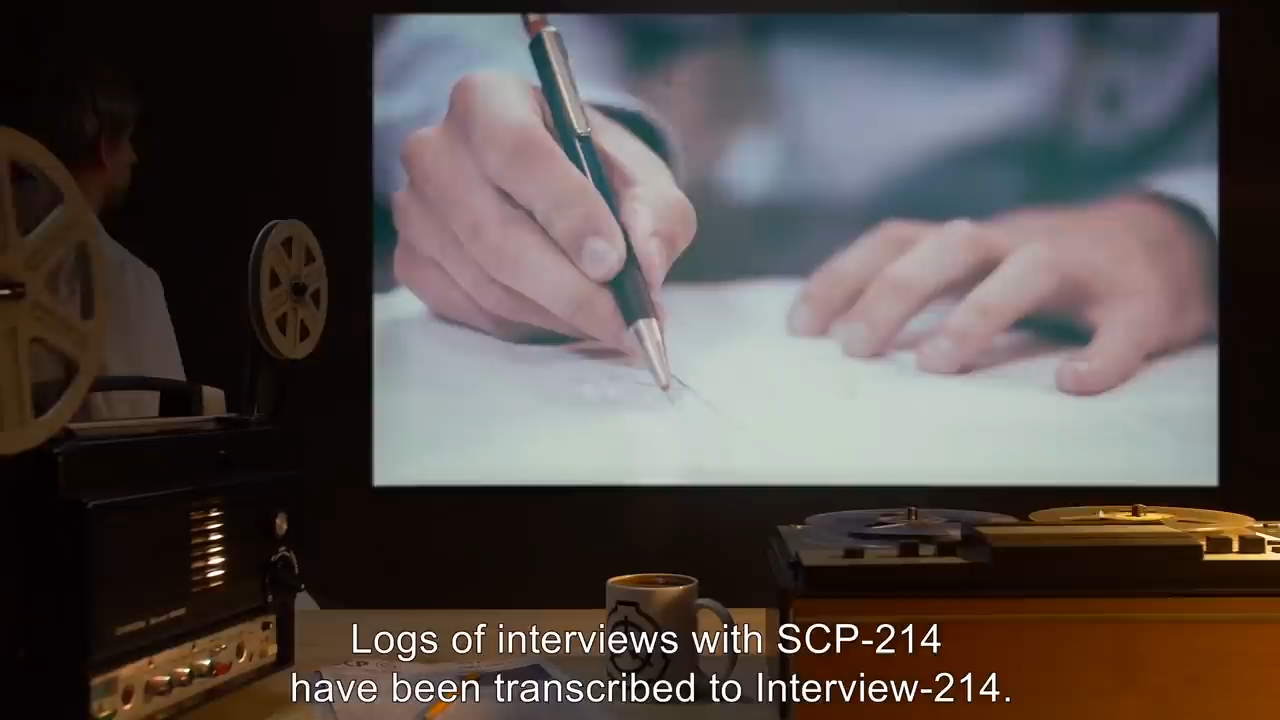 Logs of interviews with SCP-214
have been transcribed to Interview-214.